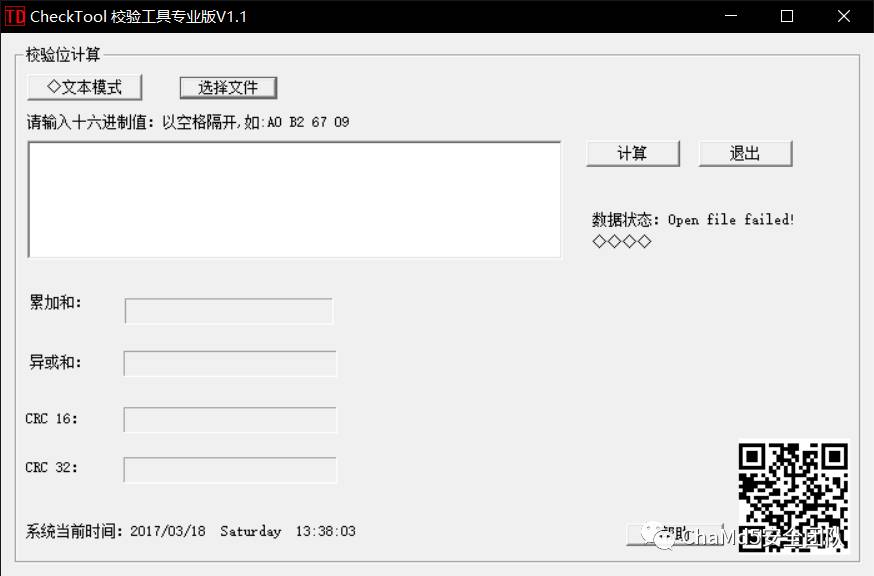 TD CheckTool 校验工具专业版V1.1
校验位计算
◇文本模式 选择文件
请输入十六进制值：以空格隔开,如:A0 B2 67 09
计算 退出
数据状态：Open file failed!
◇◇◇◇
累加和：
异或和：
CRC 16:
CRC 32:
系统当前时间：2017/03/18 Saturday 13:38:03
帮助
ChaMd5安全团队